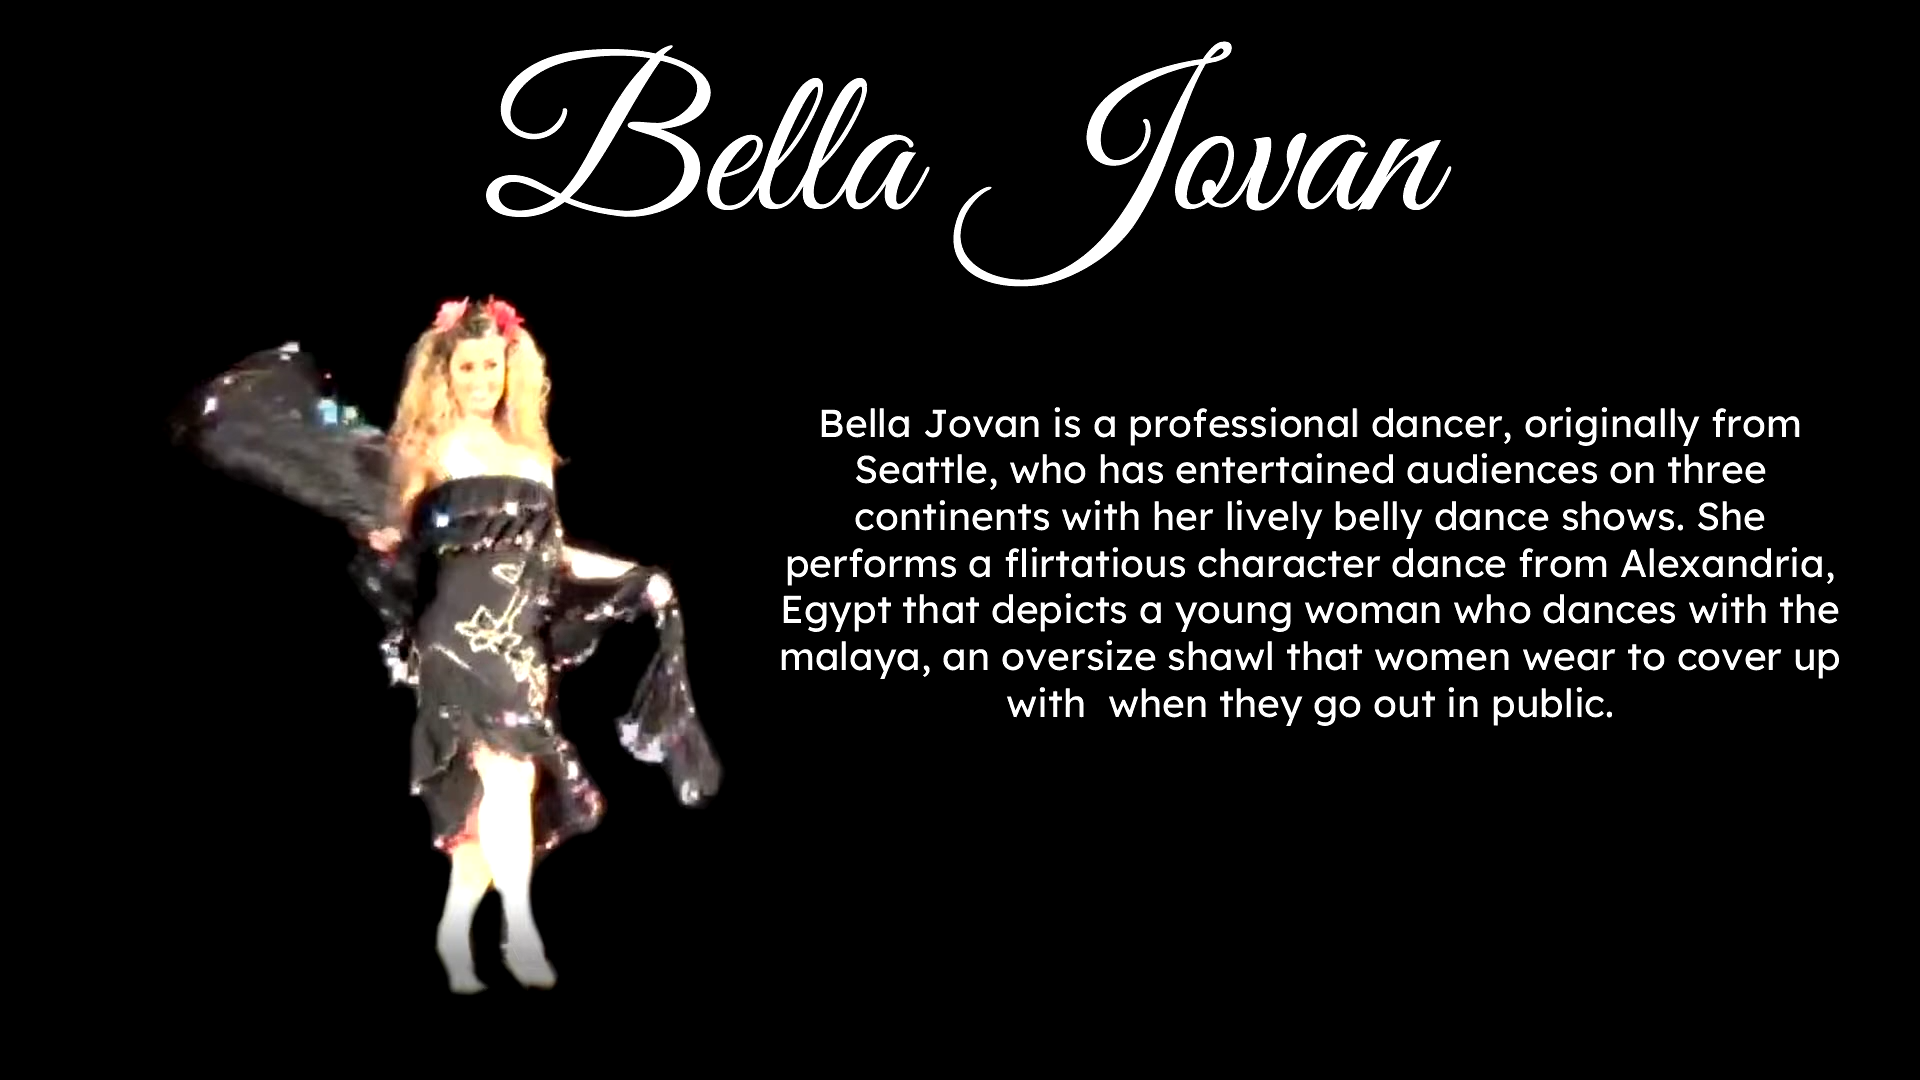 Bella Jovan
Bella Jovan is a professional dancer, originally from
Seattle, who has entertained audiences on three
continents with her lively belly dance shows. She
performs a flirtatious character dance from Alexandria,
Egypt that depicts a young woman who dances with the
malaya, an oversize shawl that women wear to cover up
with  when they go out in public.